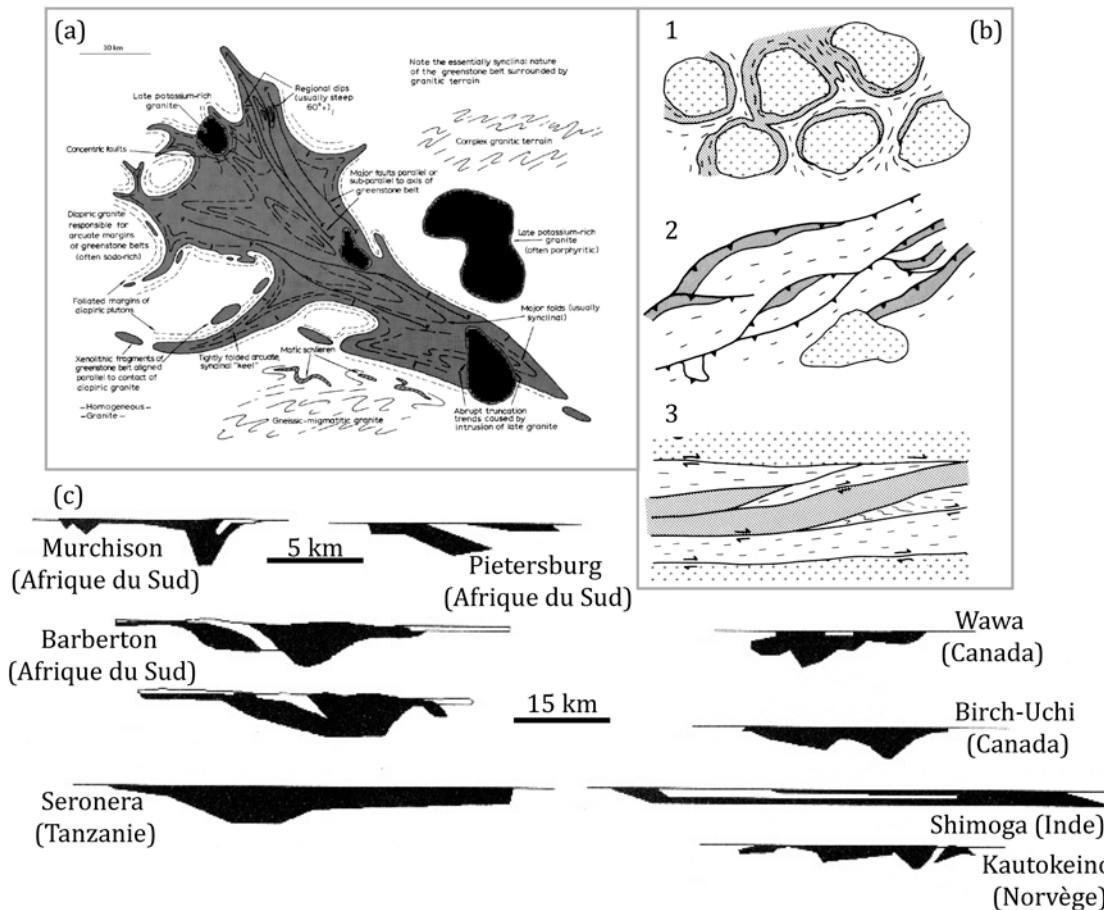 (a)
30 km
Late potassium-rich
granite
Regional dips
(usually steep
60°s)
Note the essentially synclinal nature
of the greenstone belt surrounded by
granitic terrain
Complex granitic terrain
Concentric faults
Major faults parallel or
sub-parallel to axis of
greenstone belt
Diapiric granite
responsible for
arcuate margins
of greenstone belts
(often soda-rich)
Late potassium-rich
granite
(often porphyritic)
Foliated margins of
diapiric plutons
Major folds (usually
synclinal)
Xenolithic fragments of
greenstone belt aligned
parallel to contact of
diapiric granite
Tightly folded arcuate
synclinal "keel"
Mafic schlieren
—Homogeneous—
—Granite—
Gneissic-migmatitic granite
Abrupt truncation
trends caused by
intrusion of late granite
(b)
1
2
3
(c)
Murchison
(Afrique du Sud)
5 km
Pietersburg
(Afrique du Sud)
Barberton
(Afrique du Sud)
Wawa
(Canada)
15 km
Birch-Uchi
(Canada)
Seronera
(Tanzanie)
Shimoga (Inde)
Kautokeino
(Norvège)